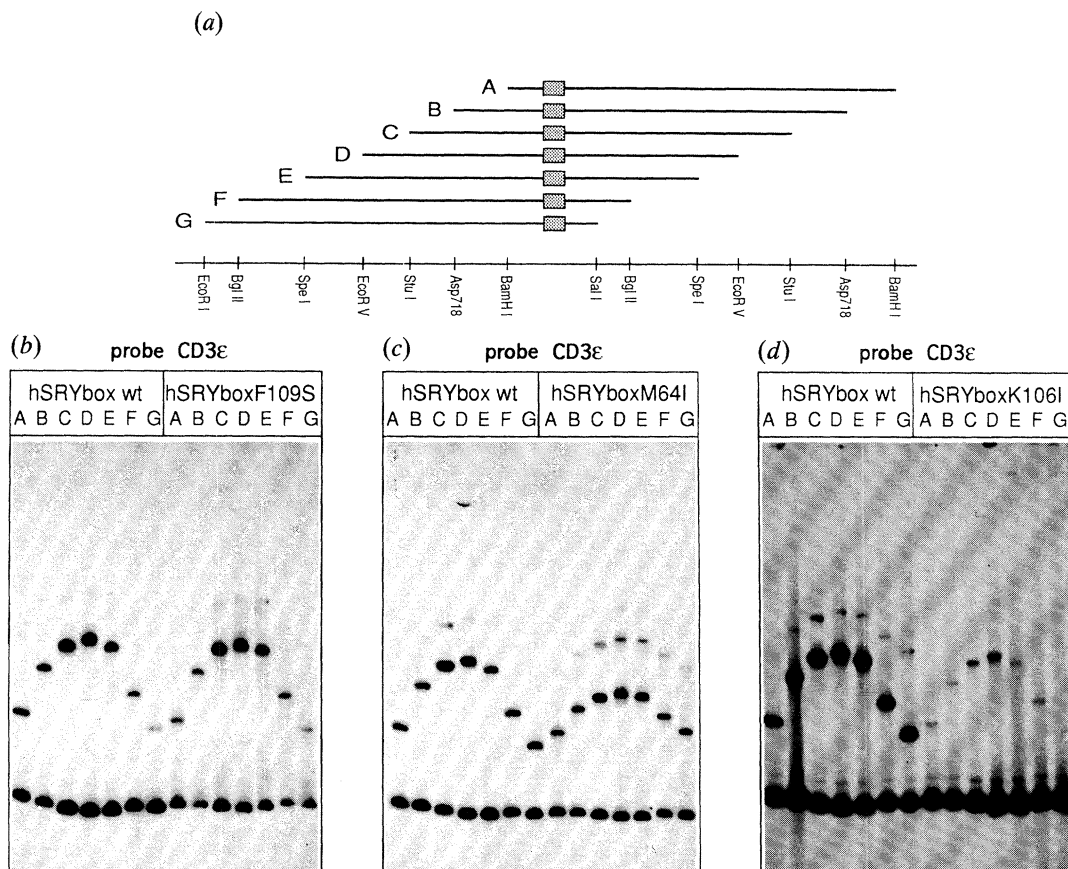 (a)
A
B
C
D
E
F
G
EcoR I
Bgl II
Spe I
EcoR V
Stu I
Asp718
BamH I
Sal I
Bgl II
Spe I
EcoR V
Stu I
Asp718
BamH I
(b) probe CD3ε
hSRYbox wt hSRYboxF109S
A B C D E F G A B C D E F G
(c) probe CD3ε
hSRYbox wt hSRYboxM64I
A B C D E F G A B C D E F G
(d) probe CD3ε
hSRYbox wt hSRYboxK106I
A B C D E F G A B C D E F G